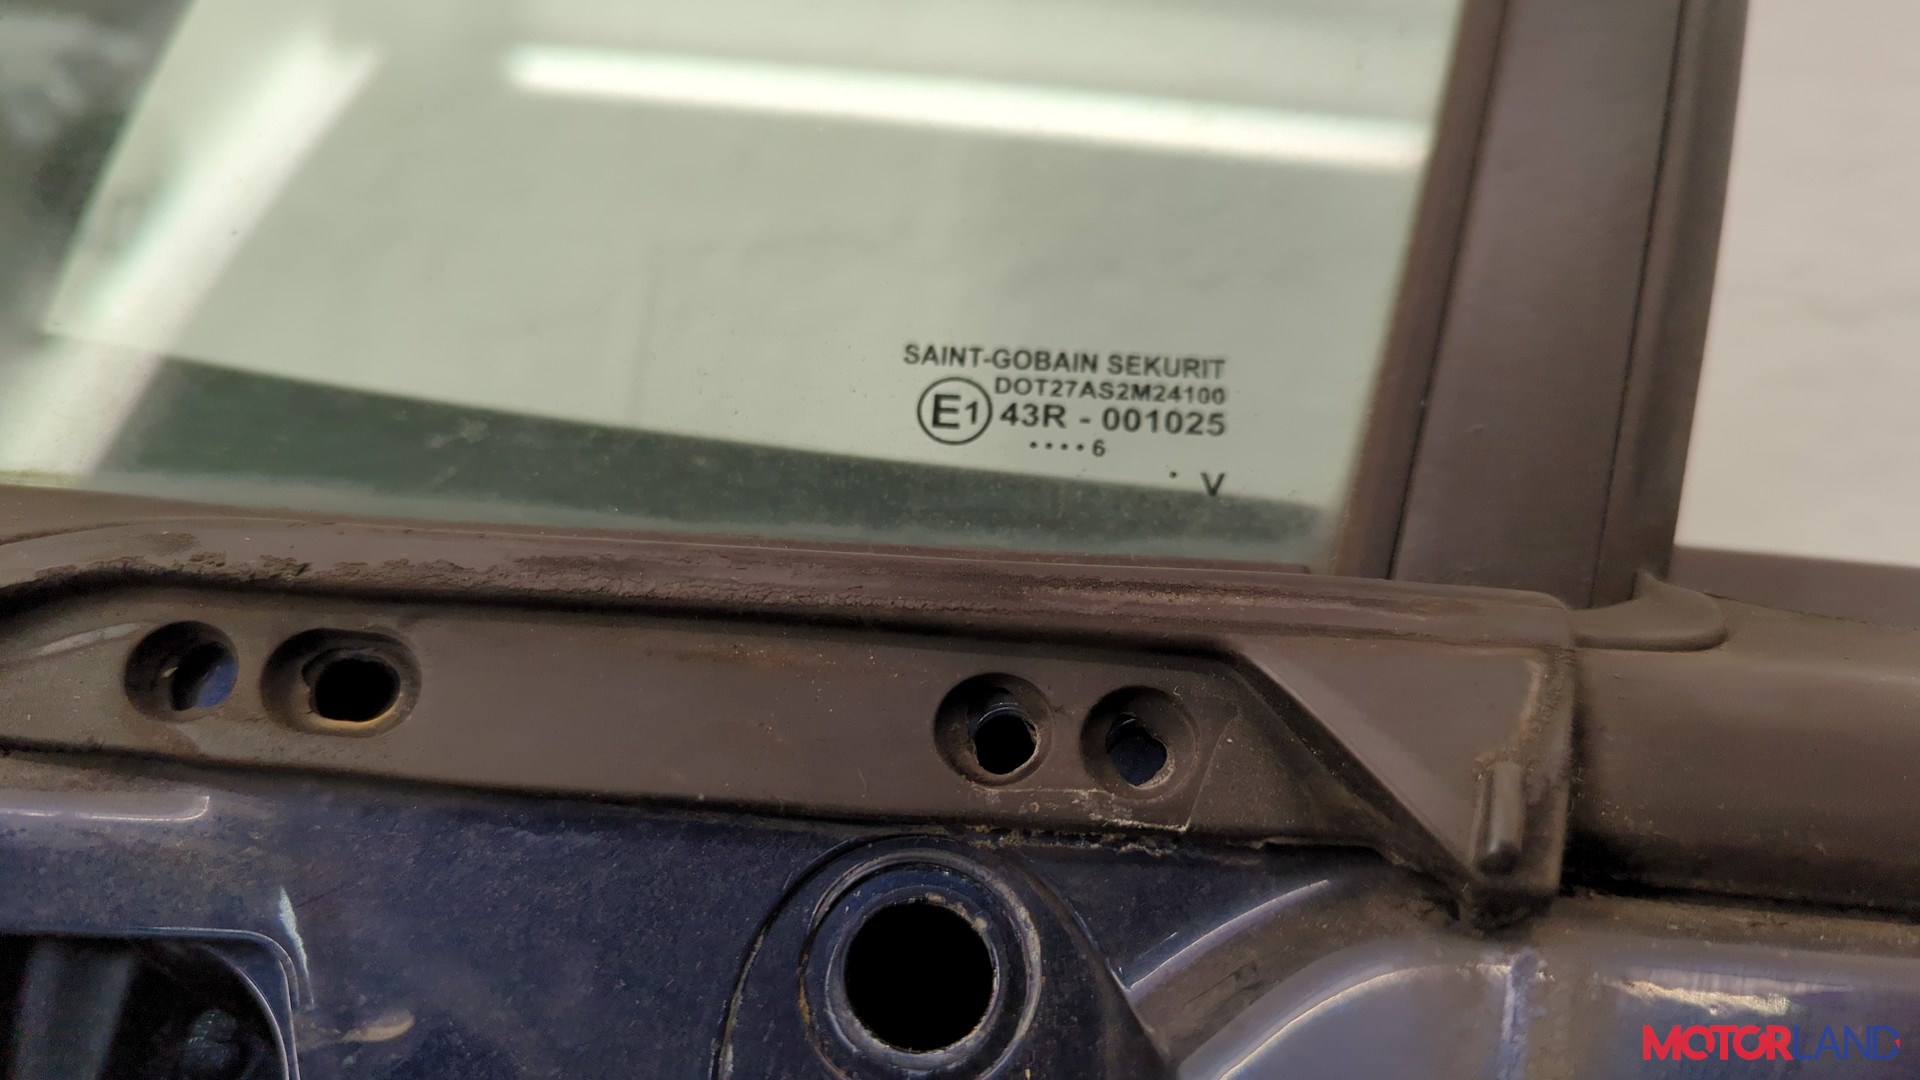 SAINT-GOBAIN SEKURIT
DOT27AS2M24100
E1 43R - 001025
····6
· V
MOTORLAND